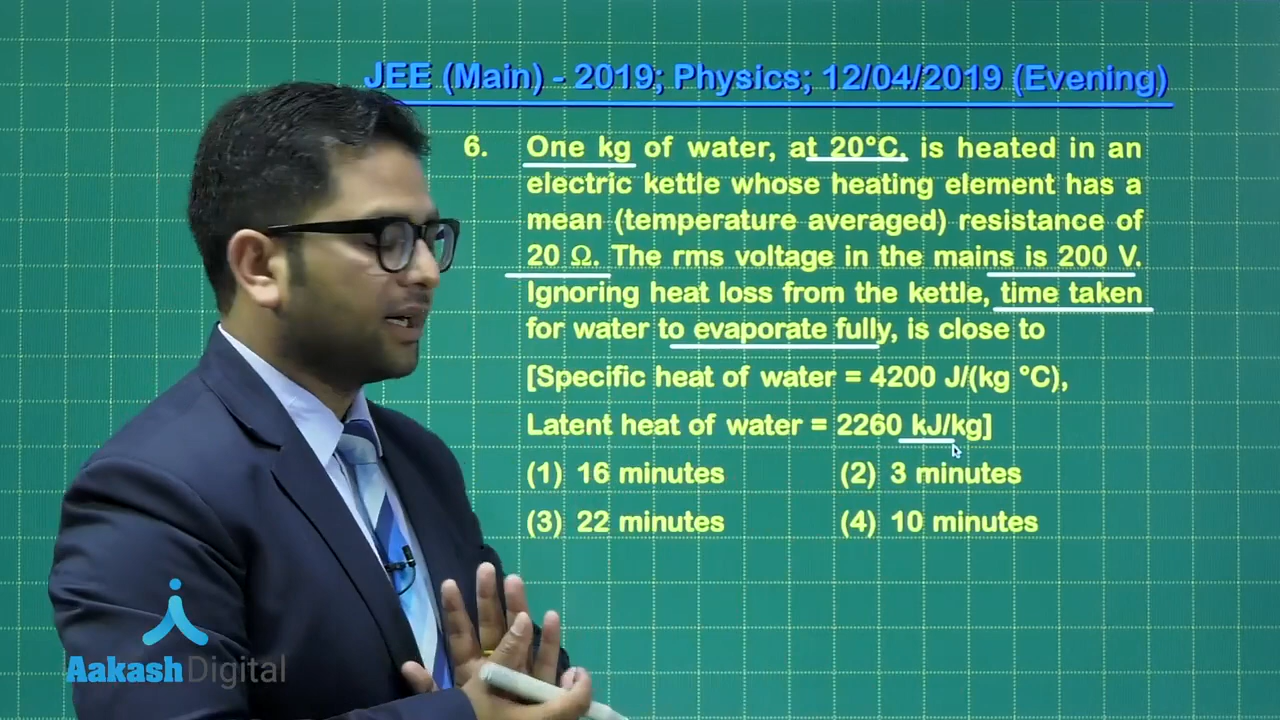 JEE (Main) - 2019; Physics; 12/04/2019 (Evening)
6. One kg of water, at 20°C, is heated in an
electric kettle whose heating element has a
mean (temperature averaged) resistance of
20 Ω. The rms voltage in the mains is 200 V.
Ignoring heat loss from the kettle, time taken
for water to evaporate fully, is close to
[Specific heat of water = 4200 J/(kg °C),
Latent heat of water = 2260 kJ/kg]
(1) 16 minutes (2) 3 minutes
(3) 22 minutes (4) 10 minutes
Aakash Digital